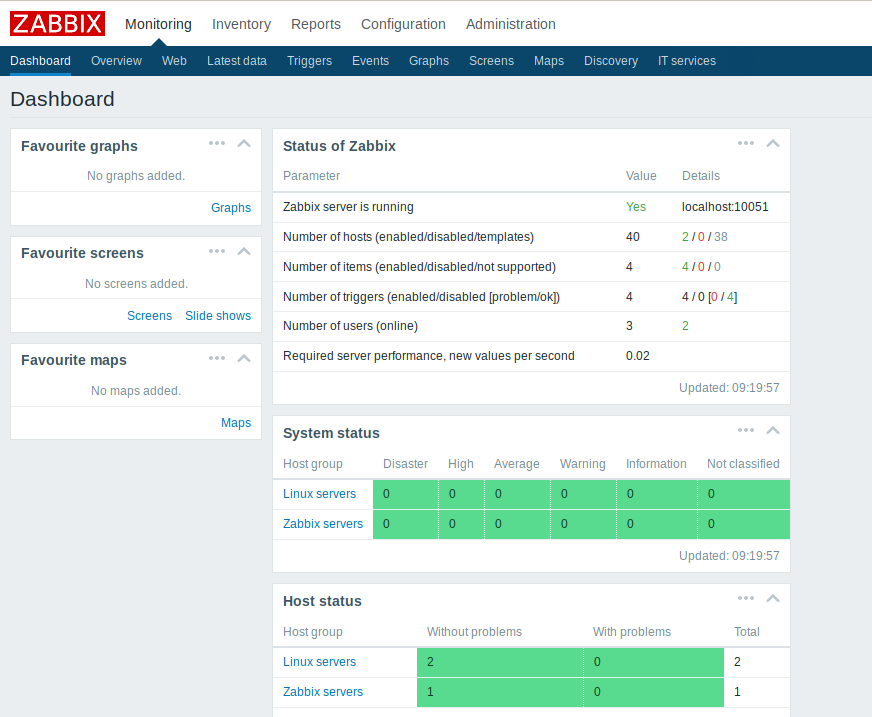 ZABBIX Monitoring Inventory Reports Configuration Administration
Dashboard Overview Web Latest data Triggers Events Graphs Screens Maps Discovery IT services
Dashboard
Favourite graphs
No graphs added.
Graphs
Favourite screens
No screens added.
Screens Slide shows
Favourite maps
No maps added.
Maps
Status of Zabbix
Parameter Value Details
Zabbix server is running Yes localhost:10051
Number of hosts (enabled/disabled/templates) 40 2 / 0 / 38
Number of items (enabled/disabled/not supported) 4 4 / 0 / 0
Number of triggers (enabled/disabled [problem/ok]) 4 4 / 0 [0 / 4]
Number of users (online) 3 2
Required server performance, new values per second 0.02
Updated: 09:19:57
System status
Host group Disaster High Average Warning Information Not classified
Linux servers 0 0 0 0 0 0
Zabbix servers 0 0 0 0 0 0
Updated: 09:19:57
Host status
Host group Without problems With problems Total
Linux servers 2 0 2
Zabbix servers 1 0 1